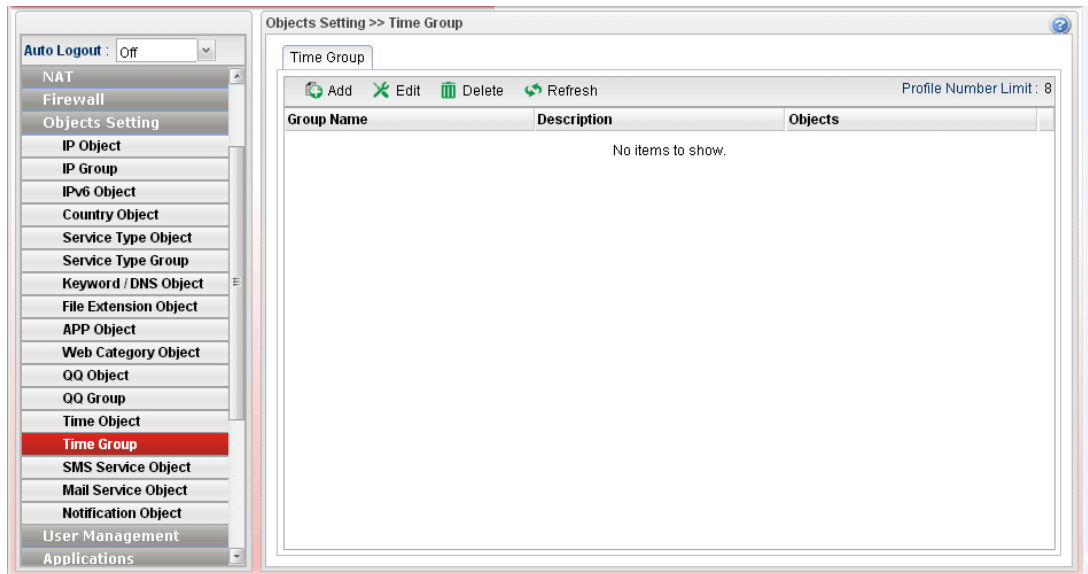 Objects Setting >> Time Group
Auto Logout : Off
NAT
Firewall
Objects Setting
IP Object
IP Group
IPv6 Object
Country Object
Service Type Object
Service Type Group
Keyword / DNS Object
File Extension Object
APP Object
Web Category Object
QQ Object
QQ Group
Time Object
Time Group
SMS Service Object
Mail Service Object
Notification Object
User Management
Applications
Time Group
Add Edit Delete Refresh Profile Number Limit : 8
Group Name Description Objects
No items to show.